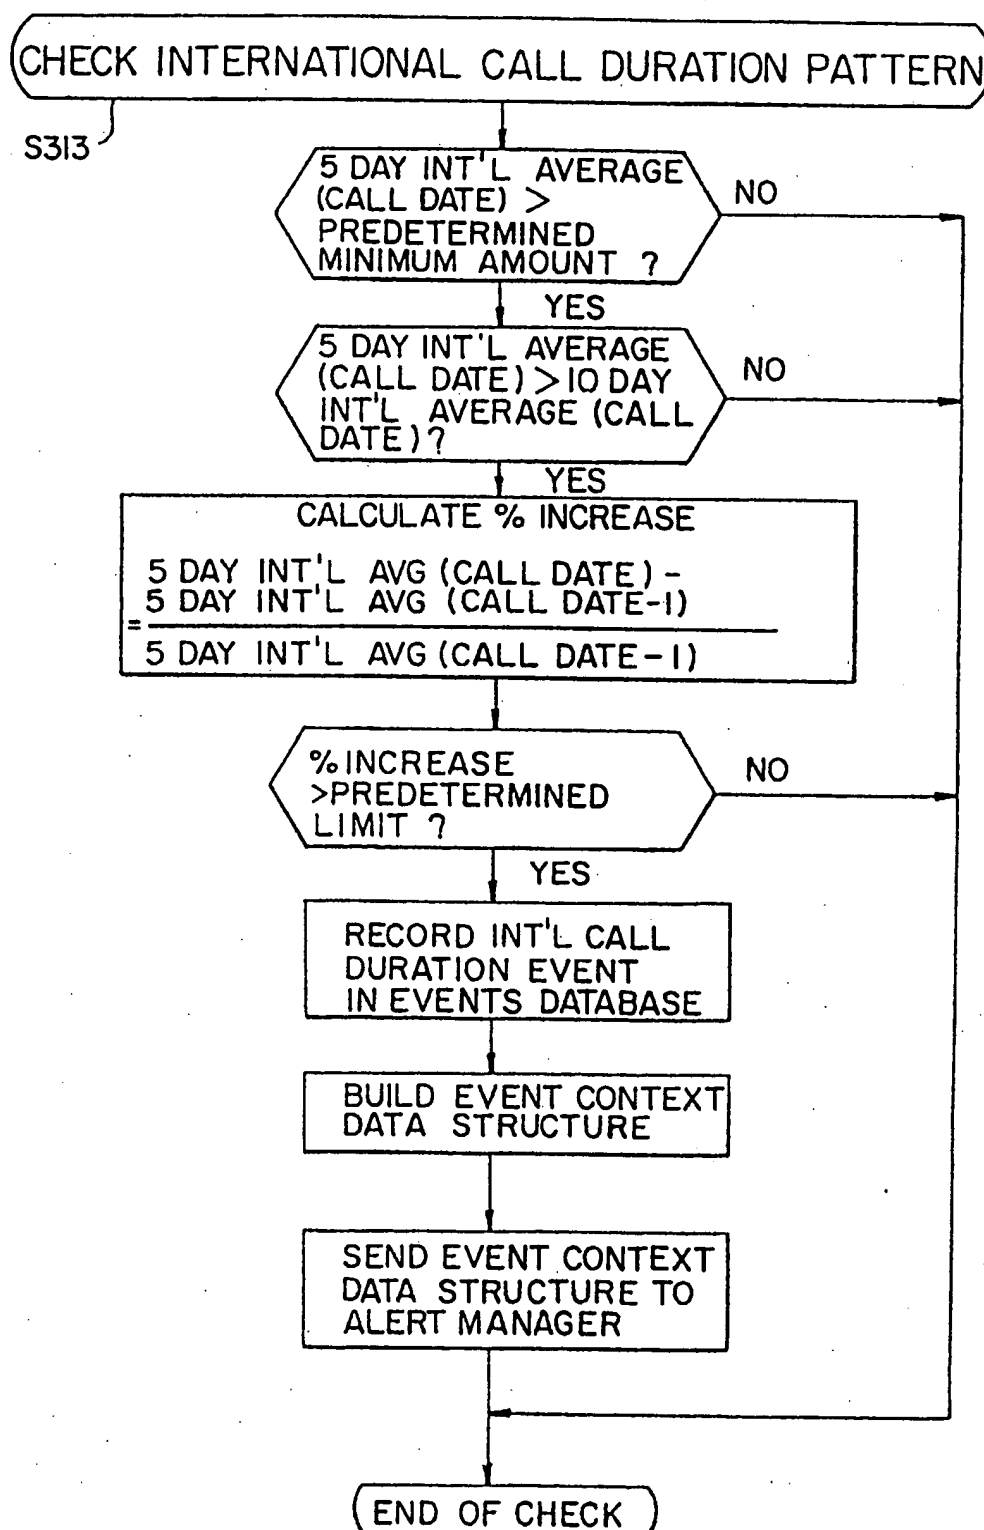 CHECK INTERNATIONAL CALL DURATION PATTERN
S313
5 DAY INT'L AVERAGE
(CALL DATE) >
PREDETERMINED
MINIMUM AMOUNT ?
NO
YES
5 DAY INT'L AVERAGE
(CALL DATE) > 10 DAY
INT'L AVERAGE (CALL
DATE) ?
NO
YES
CALCULATE % INCREASE
5 DAY INT'L AVG (CALL DATE) -
5 DAY INT'L AVG (CALL DATE-1)
=
5 DAY INT'L AVG (CALL DATE-1)
% INCREASE
>PREDETERMINED
LIMIT ?
NO
YES
RECORD INT'L CALL
DURATION EVENT
IN EVENTS DATABASE
BUILD EVENT CONTEXT
DATA STRUCTURE
SEND EVENT CONTEXT
DATA STRUCTURE TO
ALERT MANAGER
END OF CHECK